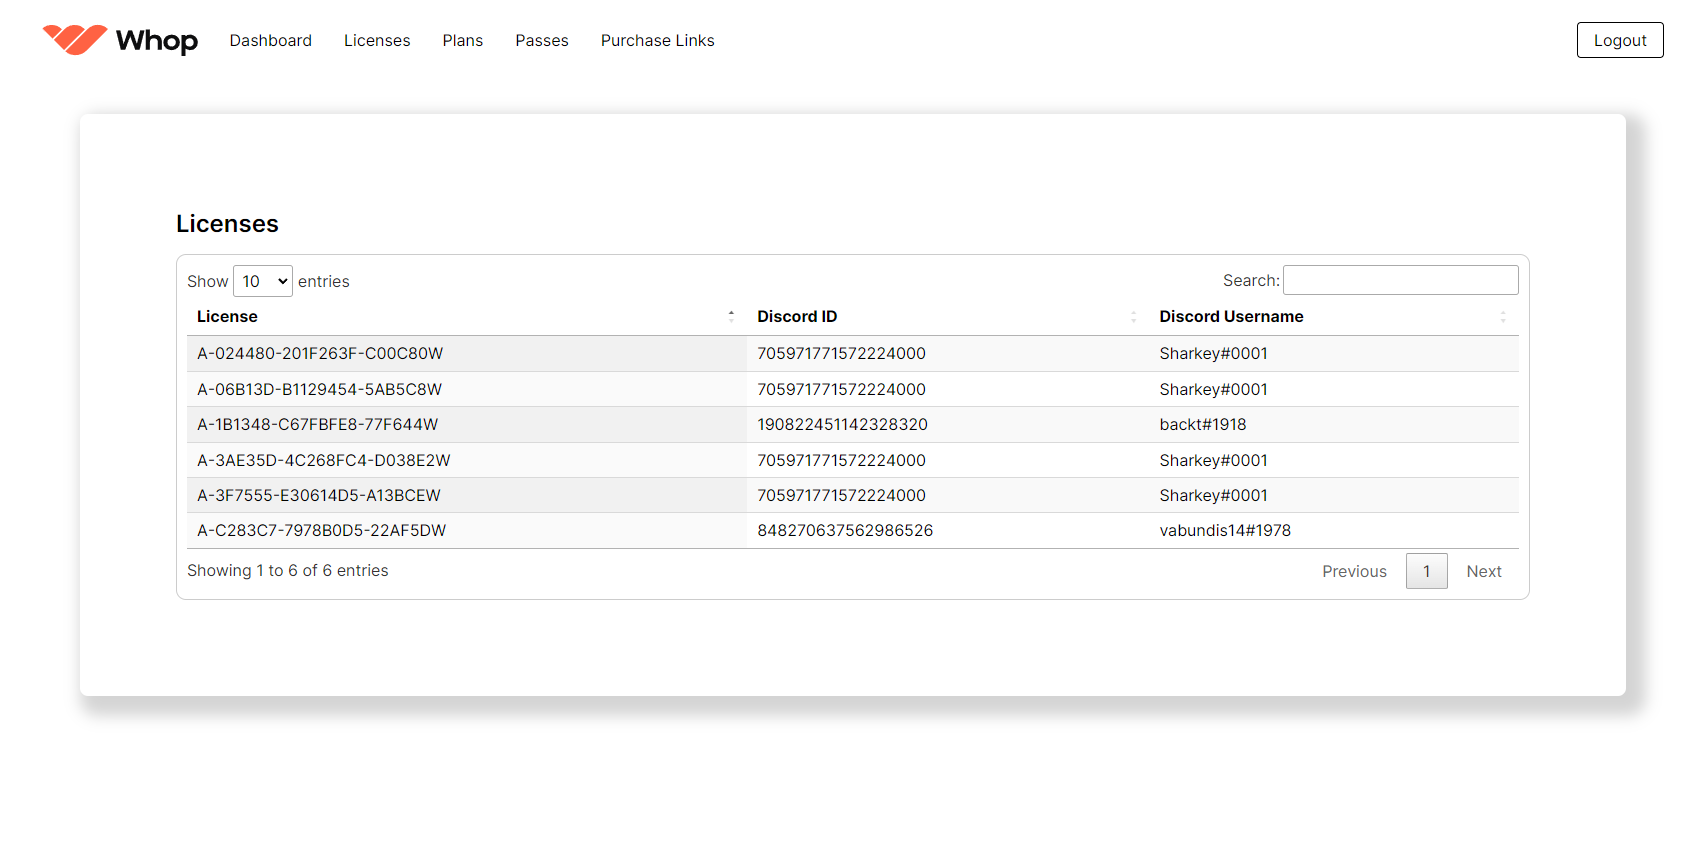 Whop Dashboard Licenses Plans Passes Purchase Links Logout
Licenses
Show 10 entries Search:
License Discord ID Discord Username
A-024480-201F263F-C00C80W 705971771572224000 Sharkey#0001
A-06B13D-B1129454-5AB5C8W 705971771572224000 Sharkey#0001
A-1B1348-C67FBFE8-77F644W 190822451142328320 backt#1918
A-3AE35D-4C268FC4-D038E2W 705971771572224000 Sharkey#0001
A-3F7555-E30614D5-A13BCEW 705971771572224000 Sharkey#0001
A-C283C7-7978B0D5-22AF5DW 848270637562986526 vabundis14#1978
Showing 1 to 6 of 6 entries Previous 1 Next